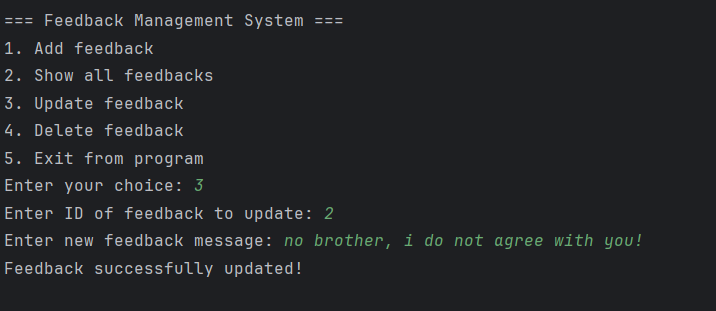 === Feedback Management System ===
1. Add feedback
2. Show all feedbacks
3. Update feedback
4. Delete feedback
5. Exit from program
Enter your choice: 3
Enter ID of feedback to update: 2
Enter new feedback message: no brother, i do not agree with you!
Feedback successfully updated!